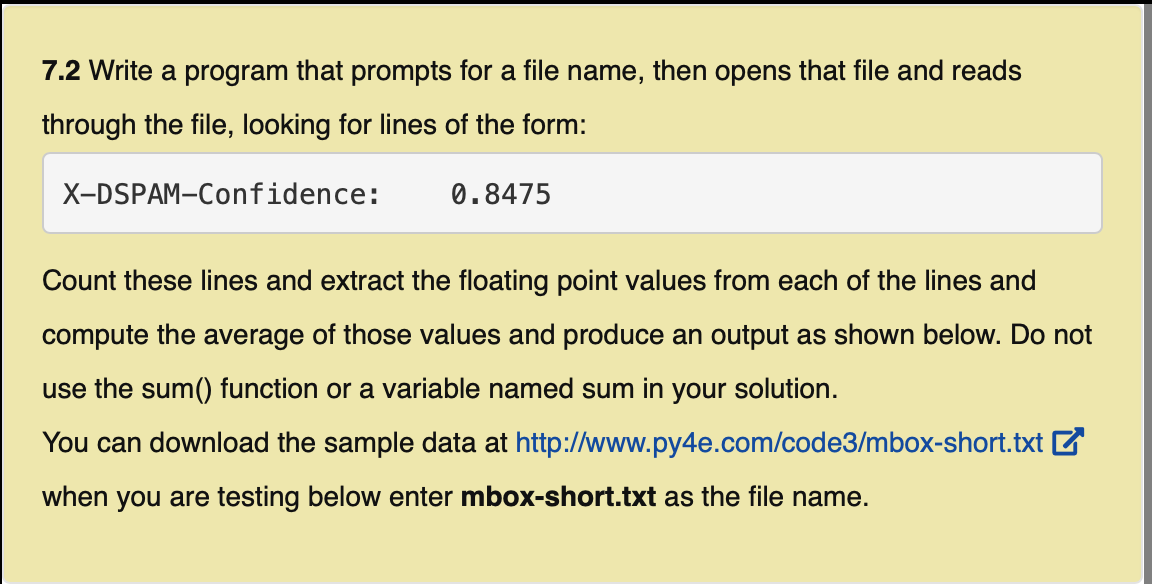 7.2 Write a program that prompts for a file name, then opens that file and reads
through the file, looking for lines of the form:
X-DSPAM-Confidence:    0.8475
Count these lines and extract the floating point values from each of the lines and
compute the average of those values and produce an output as shown below. Do not
use the sum() function or a variable named sum in your solution.
You can download the sample data at http://www.py4e.com/code3/mbox-short.txt
when you are testing below enter mbox-short.txt as the file name.